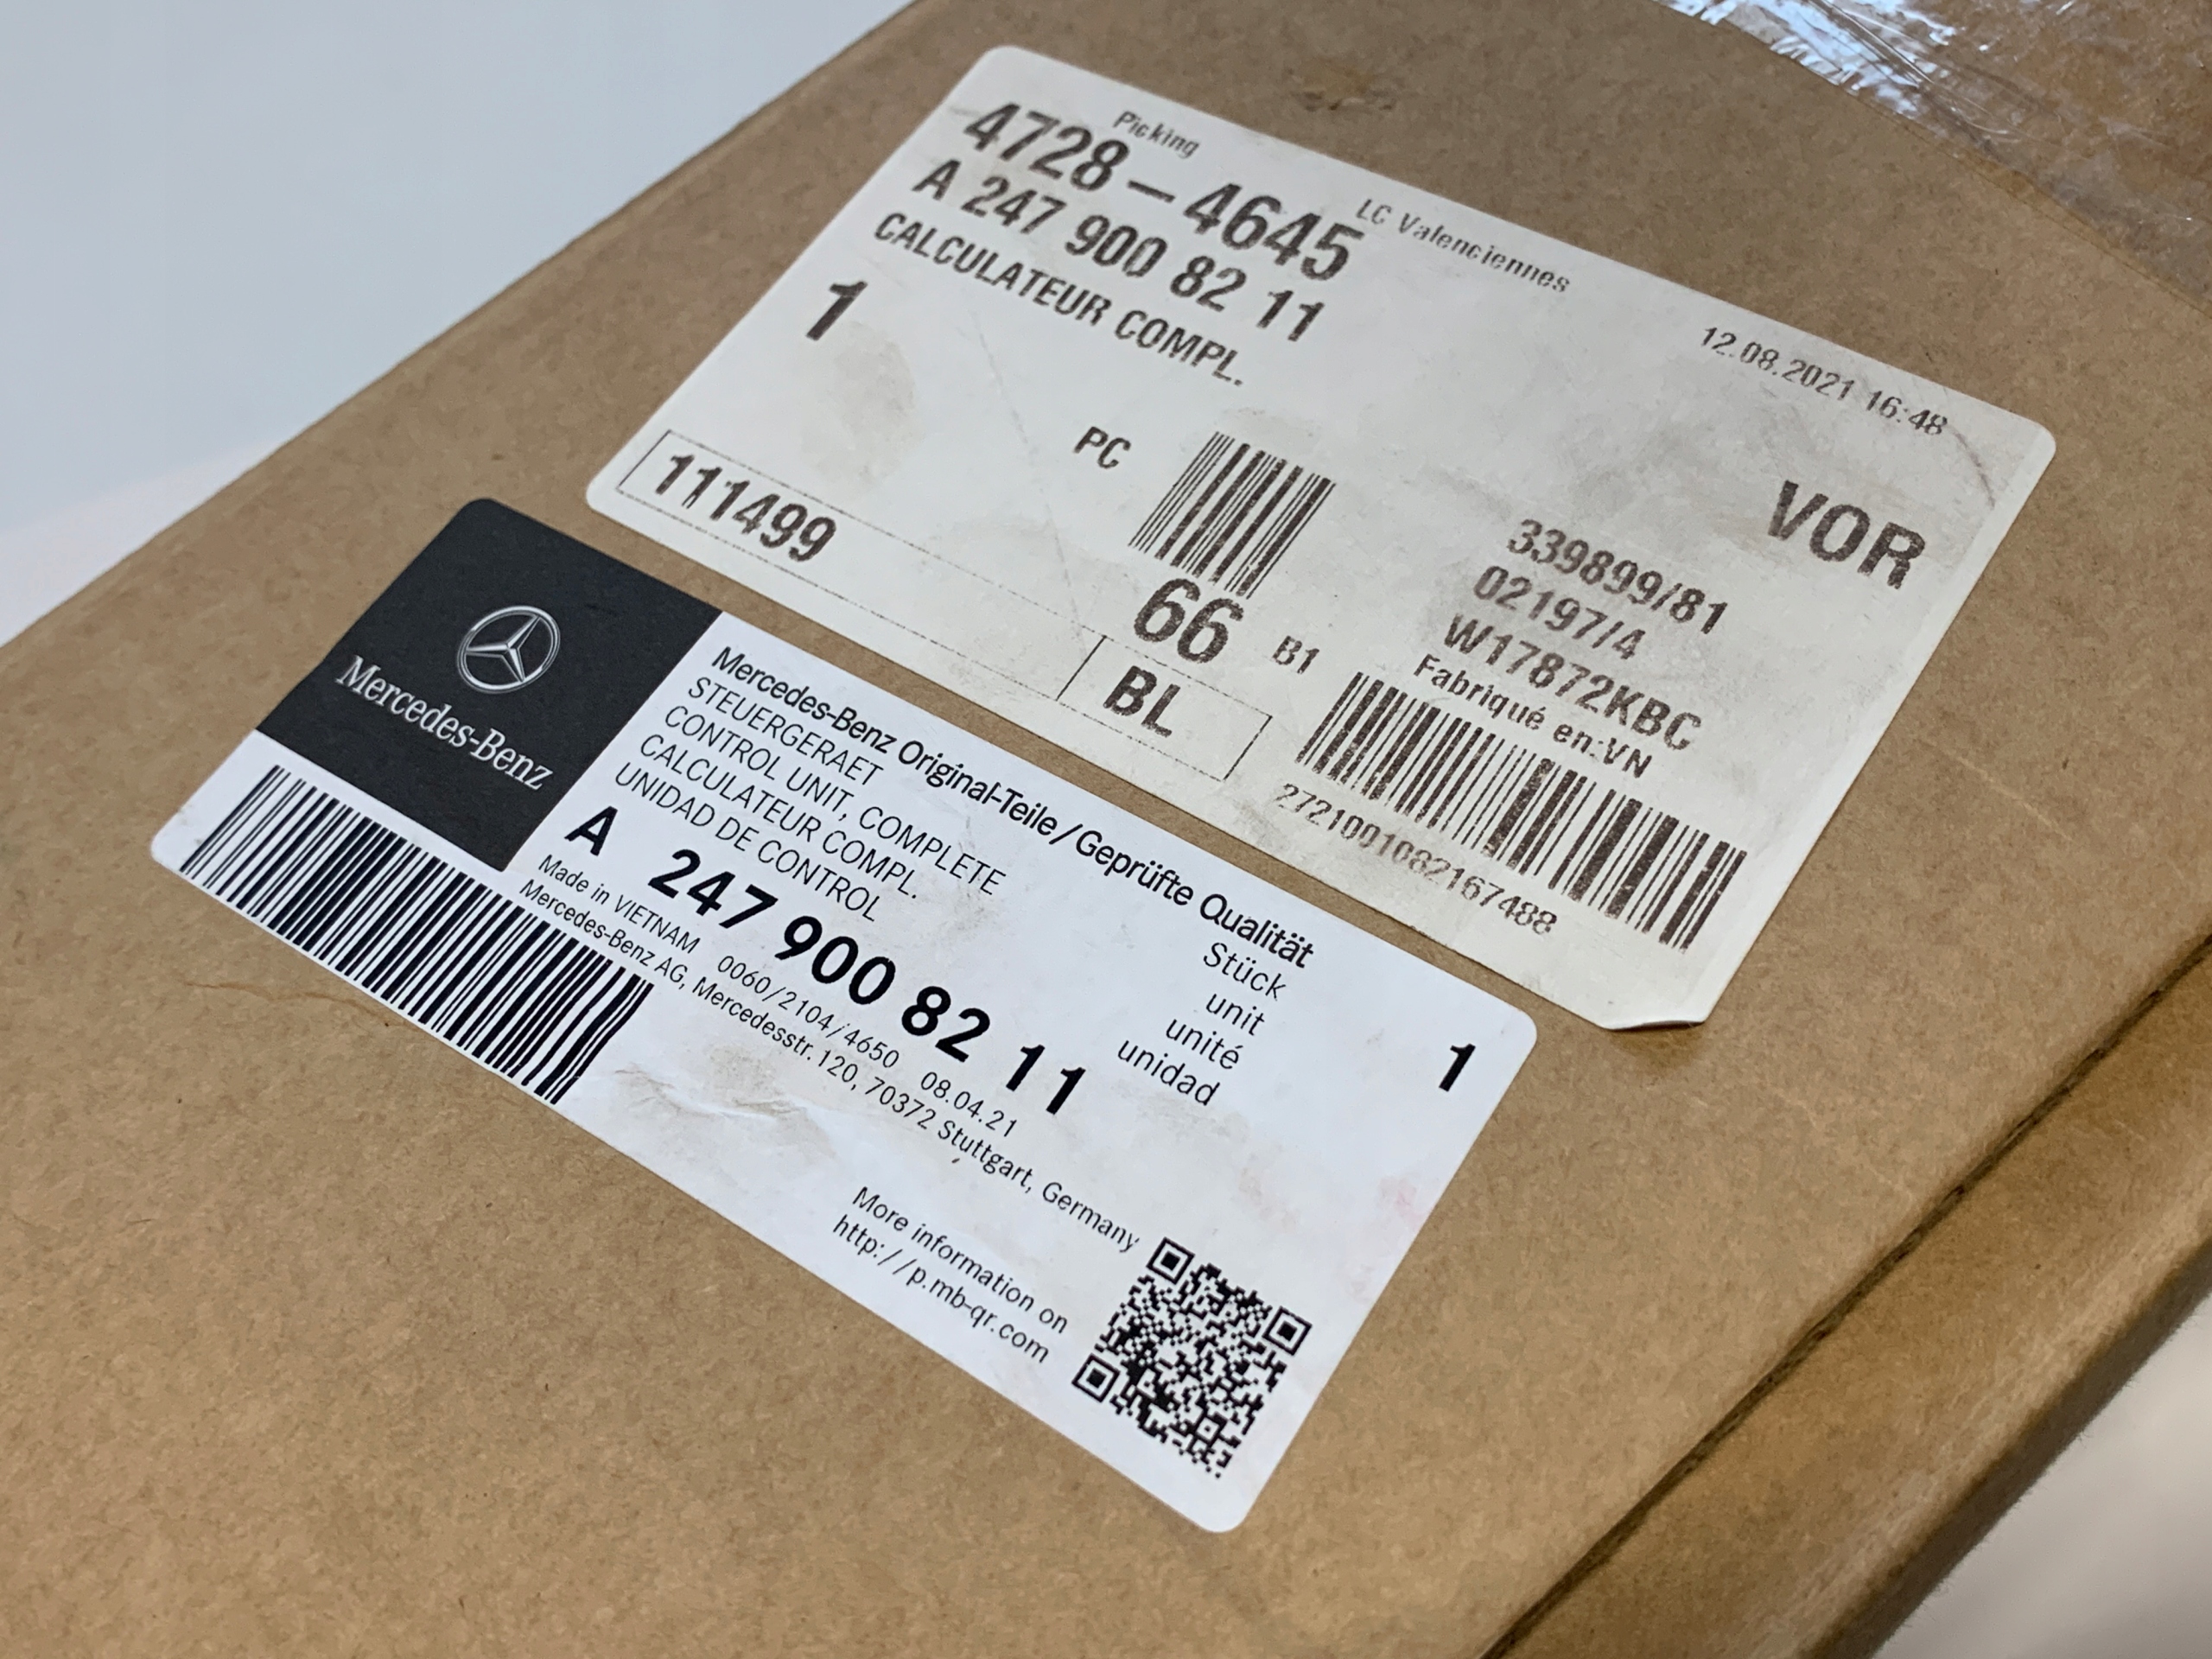 Picking
4728-4645
LC Valenciennes
12.08.2021 16:48
A 247 900 82 11
CALCULATEUR COMPL.
1
PC
VOR
339899/81
02197/4
W17872KBC
Fabriqué en:VN
111499
66
B1
BL
2721001082167488
Mercedes-Benz
Mercedes-Benz Original-Teile/Geprüfte Qualität
STEUERGERAET
CONTROL UNIT, COMPLETE
CALCULATEUR COMPL.
UNIDAD DE CONTROL
Stück
unit
unité
unidad
1
A 247 900 82 11
Made in VIETNAM 0060/2104/4650 08.04.21
Mercedes-Benz AG, Mercedesstr. 120, 70372 Stuttgart, Germany
More information on
http://p.mb-qr.com